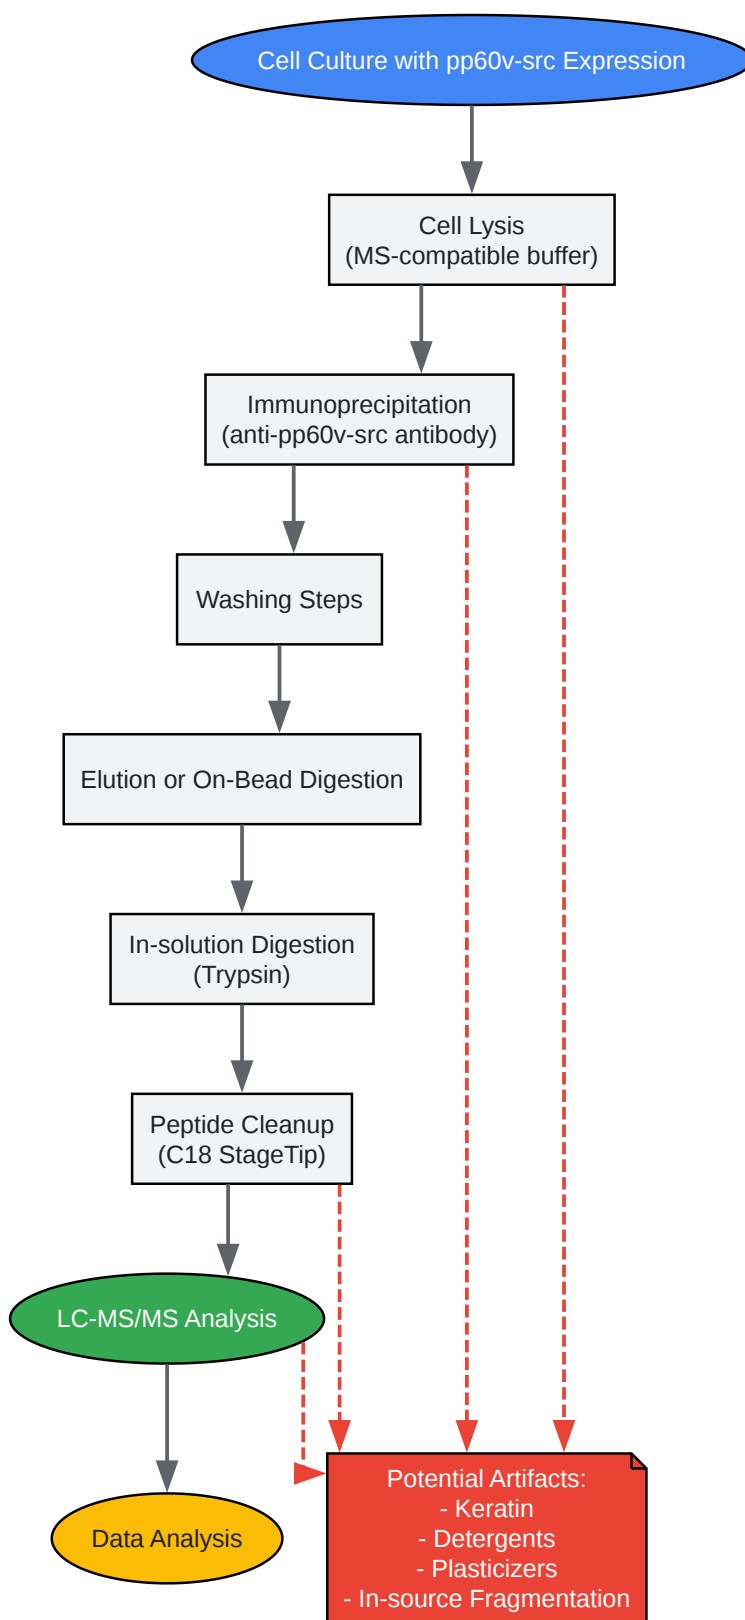 Cell Culture with pp60v-src Expression
Cell Lysis
(MS-compatible buffer)
Immunoprecipitation
(anti-pp60v-src antibody)
Washing Steps
Elution or On-Bead Digestion
In-solution Digestion
(Trypsin)
Peptide Cleanup
(C18 StageTip)
LC-MS/MS Analysis
Data Analysis
Potential Artifacts:
- Keratin
- Detergents
- Plasticizers
- In-source Fragmentation